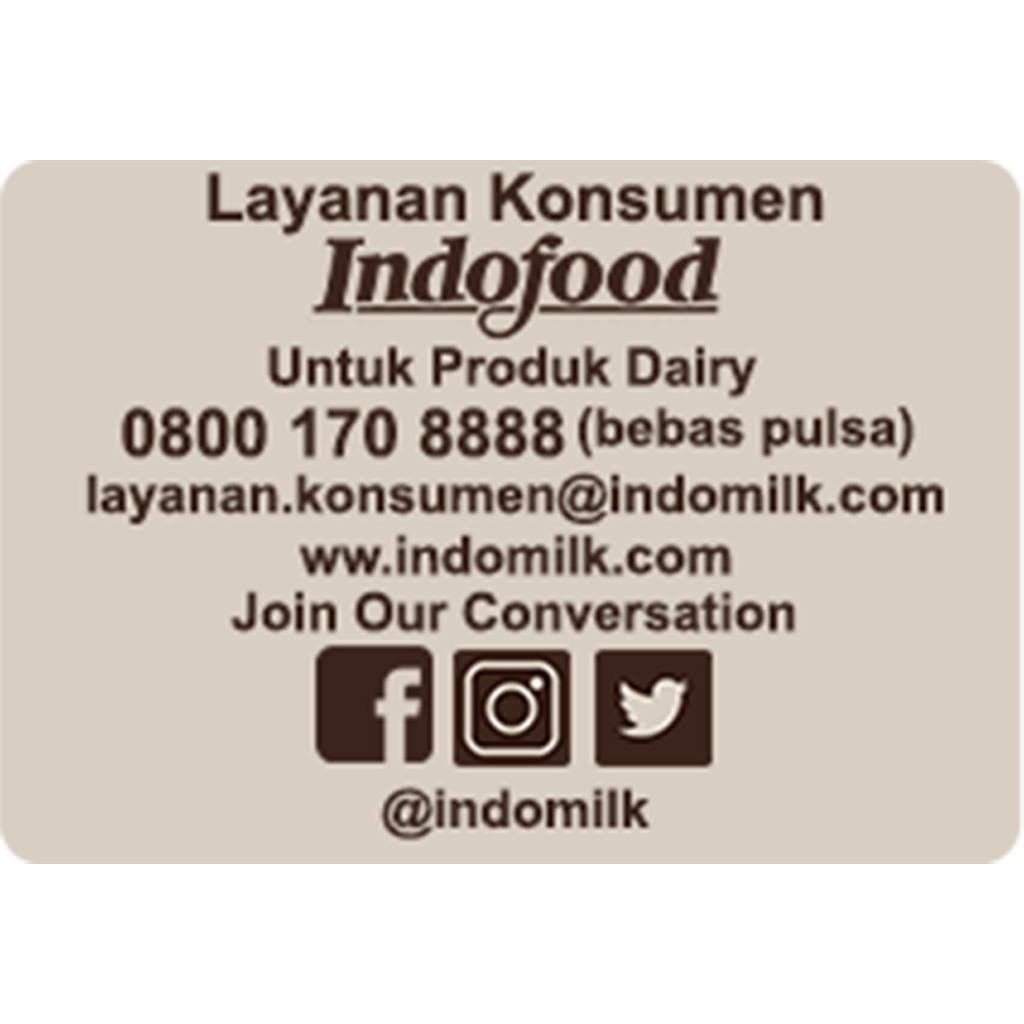 Layanan Konsumen
Indofood
Untuk Produk Dairy
0800 170 8888 (bebas pulsa)
layanan.konsumen@indomilk.com
ww.indomilk.com
Join Our Conversation
@indomilk